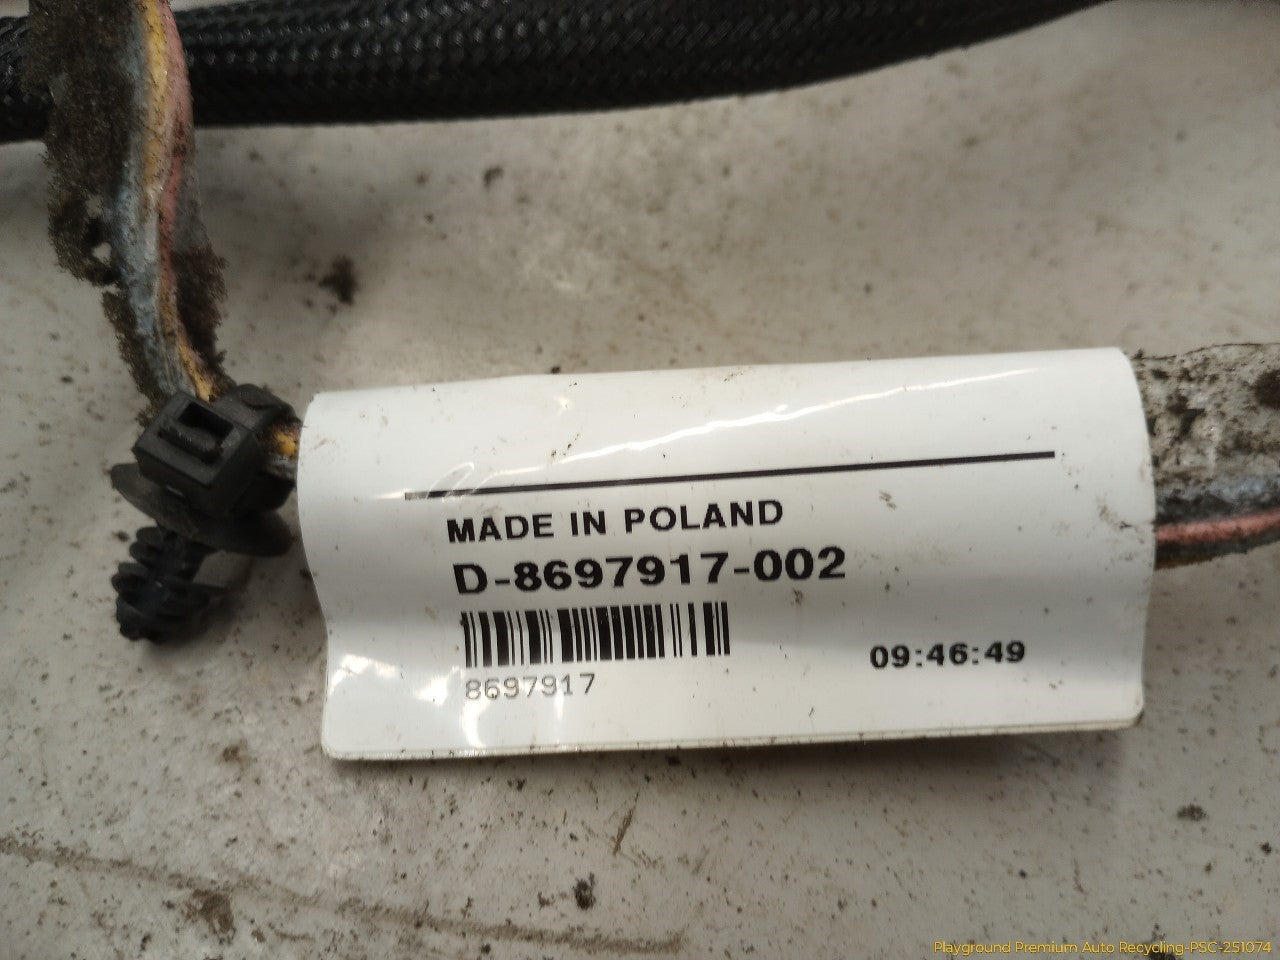 MADE IN POLAND
D-8697917-002
09:46:49
8697917
Playground Premium Auto Recycling-PSC-251074